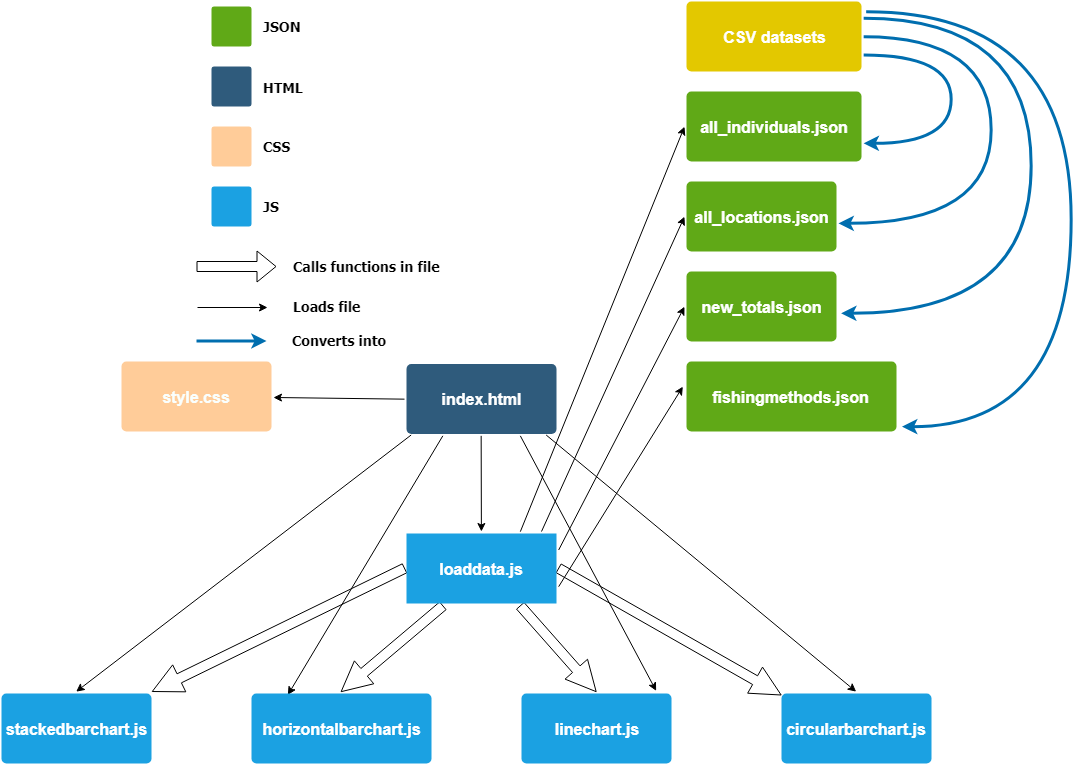 JSON
HTML
CSS
JS
Calls functions in file
Loads file
Converts into
CSV datasets
all_individuals.json
all_locations.json
new_totals.json
fishingmethods.json
style.css
index.html
loaddata.js
stackedbarchart.js
horizontalbarchart.js
linechart.js
circularbarchart.js